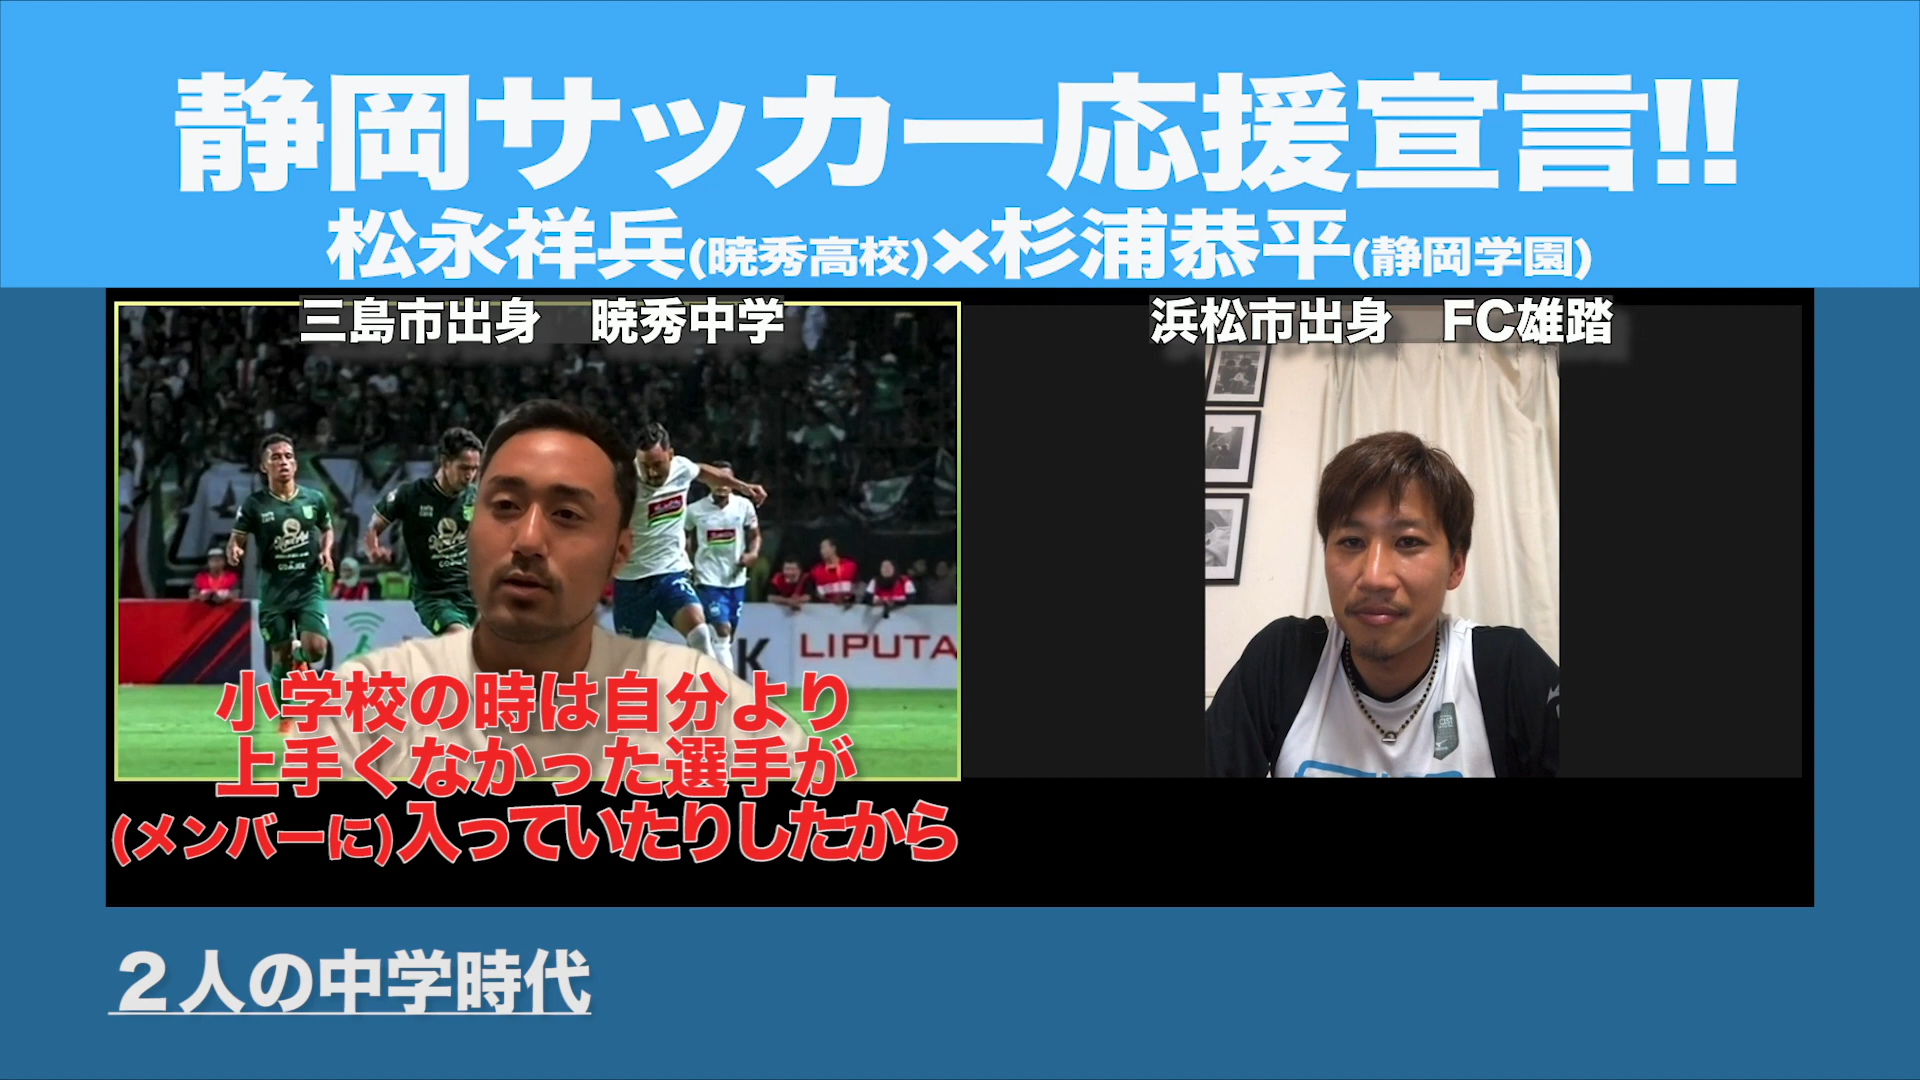 静岡サッカー応援宣言!!
松永祥兵(暁秀高校)×杉浦恭平(静岡学園)
三島市出身 暁秀中学
浜松市出身 FC雄踏
LIPUTA
小学校の時は自分より
上手くなかった選手が
(メンバーに)入っていたりしたから
２人の中学時代